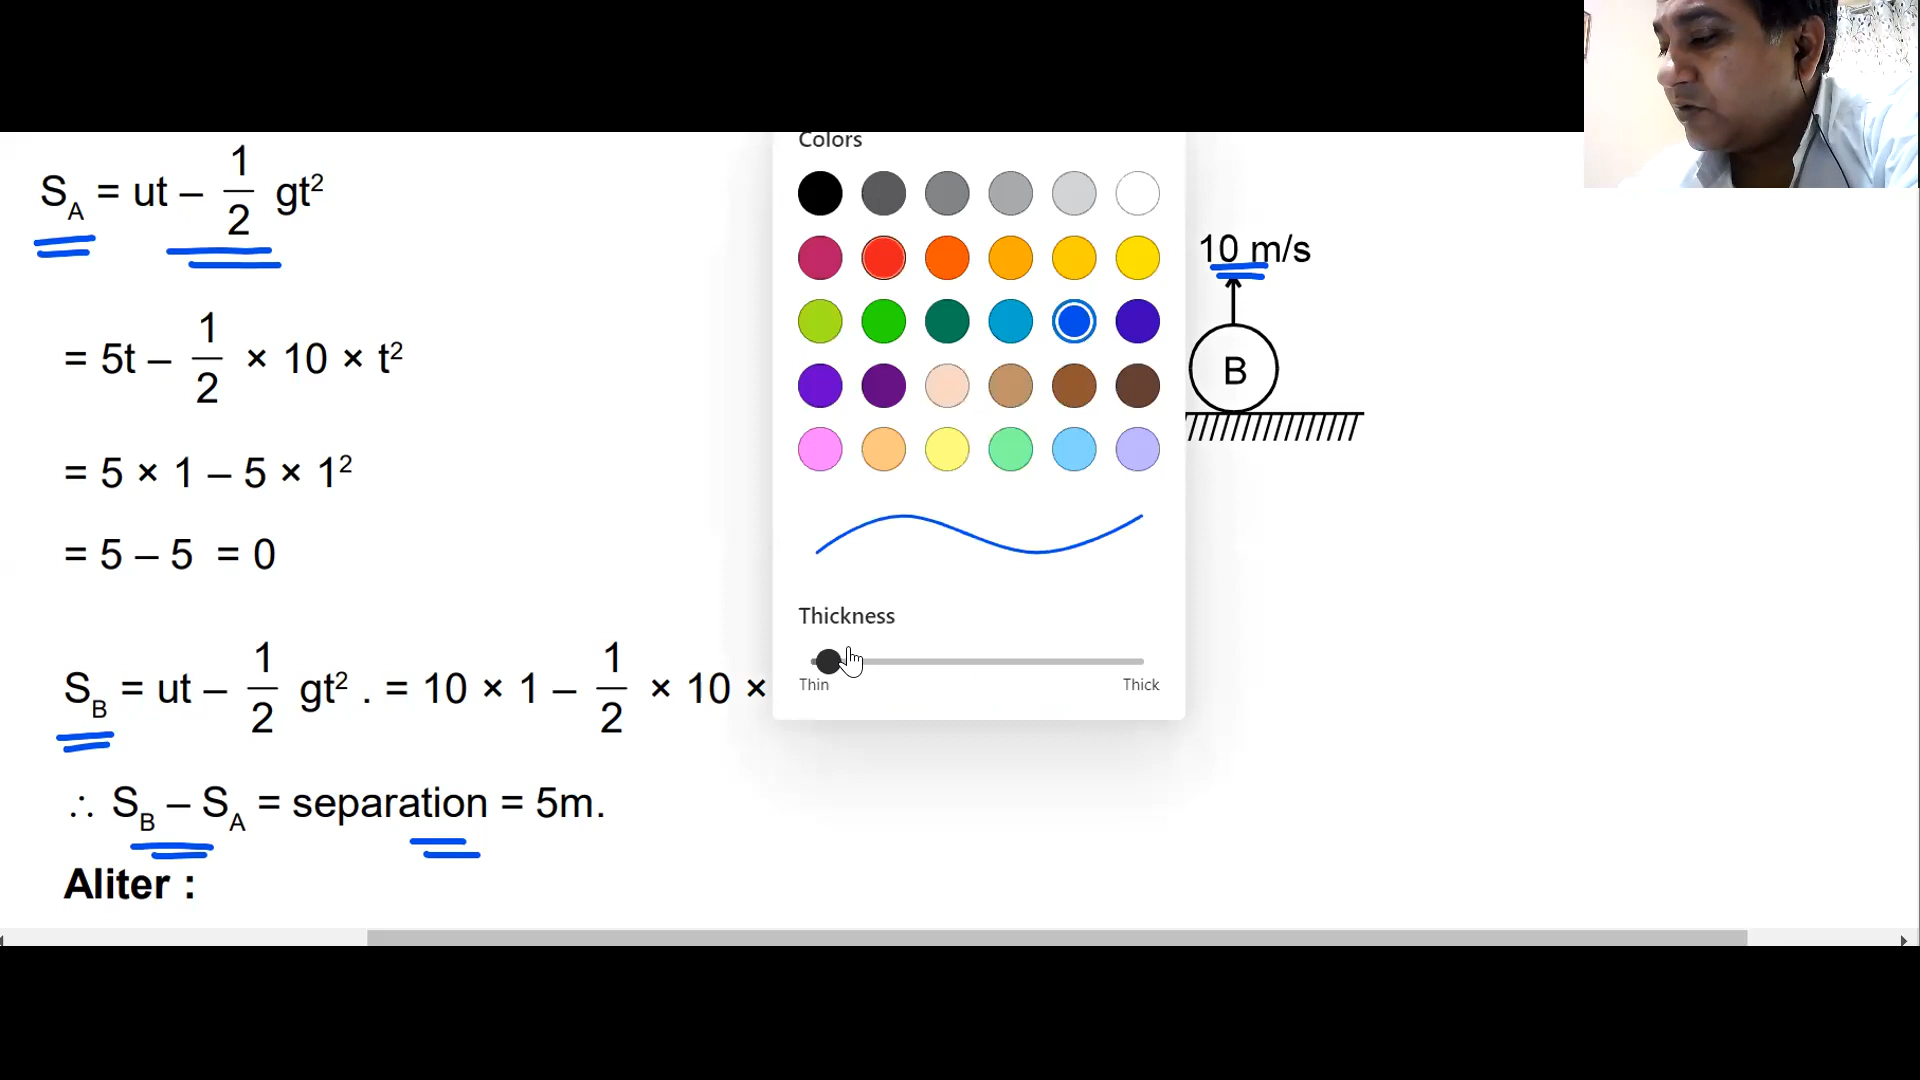 S_A = ut – 1/2 gt²
= 5t – 1/2 × 10 × t²
= 5 × 1 – 5 × 1²
= 5 – 5 = 0
S_B = ut – 1/2 gt² . = 10 × 1 – 1/2 × 10 ×
∴ S_B – S_A = separation = 5m.
Aliter :
Colors
Thickness
Thin
Thick
10 m/s
B